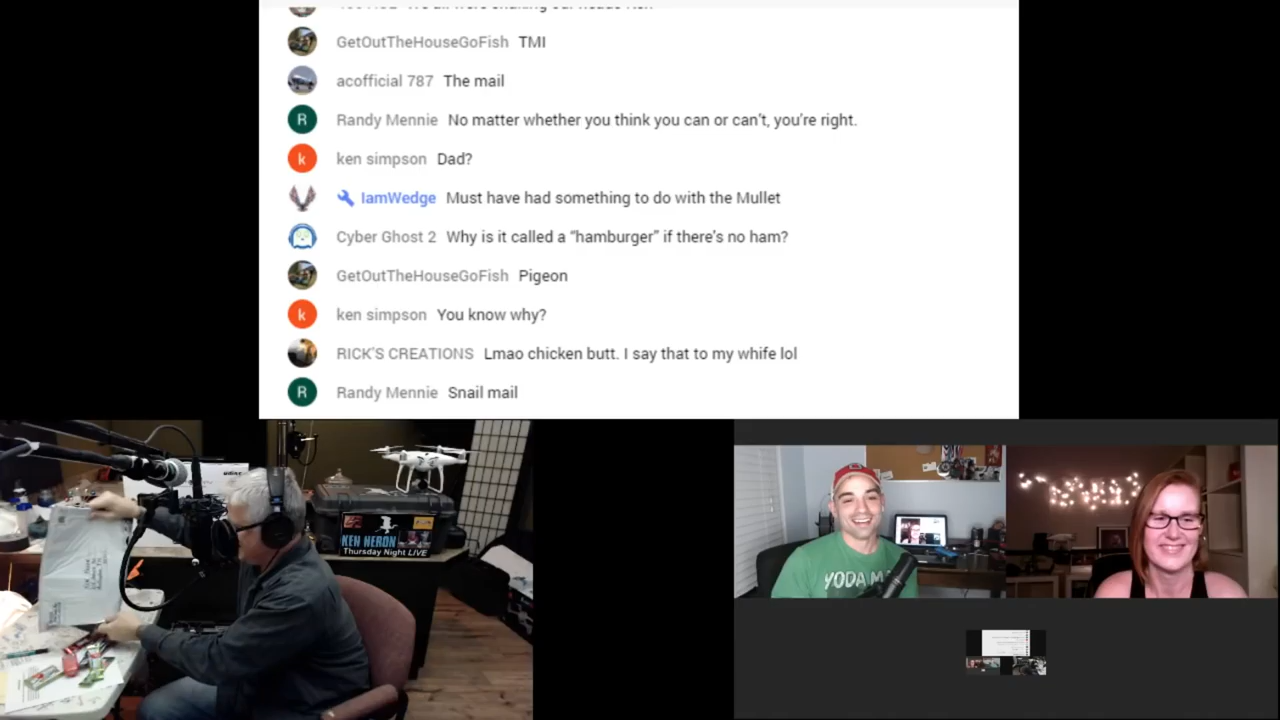 GetOutTheHouseGoFish TMI
acofficial 787 The mail
R Randy Mennie No matter whether you think you can or can't, you're right.
k ken simpson Dad?
IamWedge Must have had something to do with the Mullet
Cyber Ghost 2 Why is it called a “hamburger” if there's no ham?
GetOutTheHouseGoFish Pigeon
k ken simpson You know why?
RICK'S CREATIONS Lmao chicken butt. I say that to my whife lol
R Randy Mennie Snail mail
KEN HERON
Thursday Night LIVE
YODA